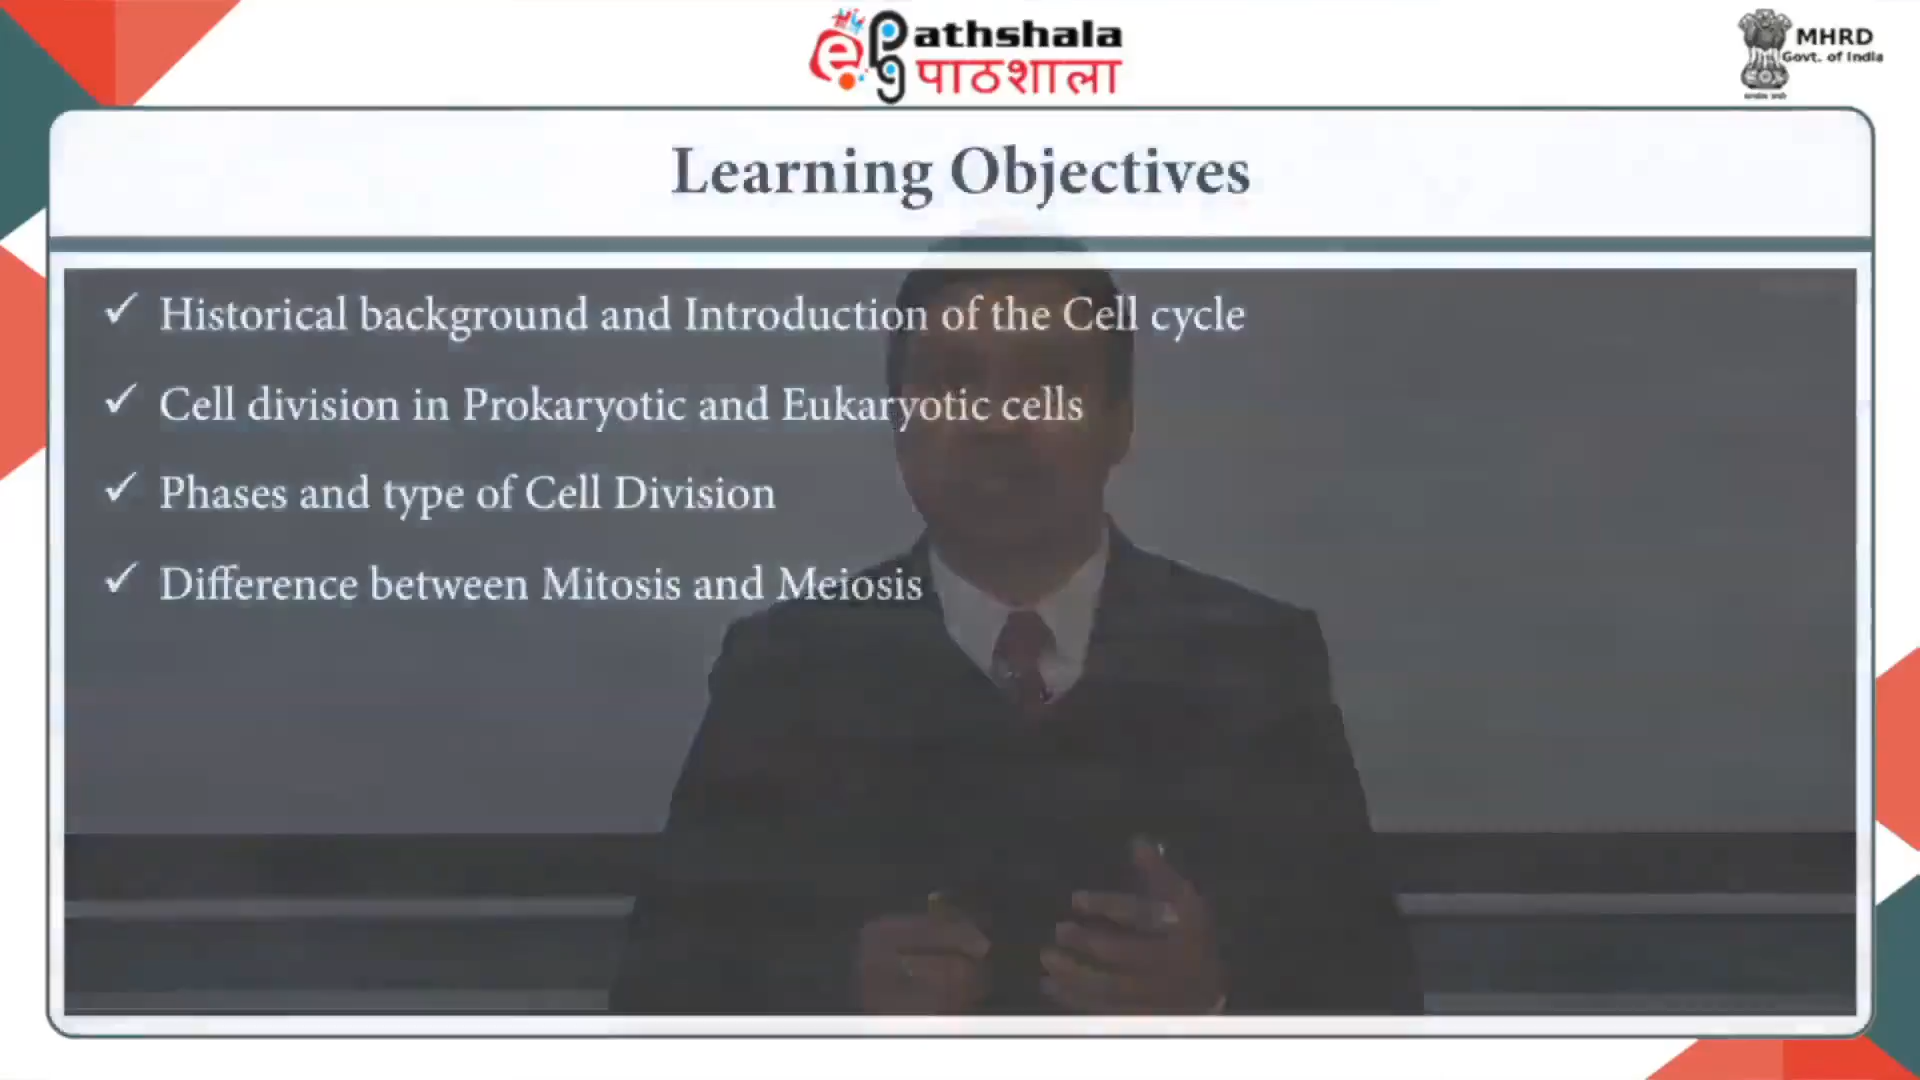 ePG Pathshala
पाठशाला
MHRD
Govt. of India
Learning Objectives
✓ Historical background and Introduction of the Cell cycle
✓ Cell division in Prokaryotic and Eukaryotic cells
✓ Phases and type of Cell Division
✓ Difference between Mitosis and Meiosis